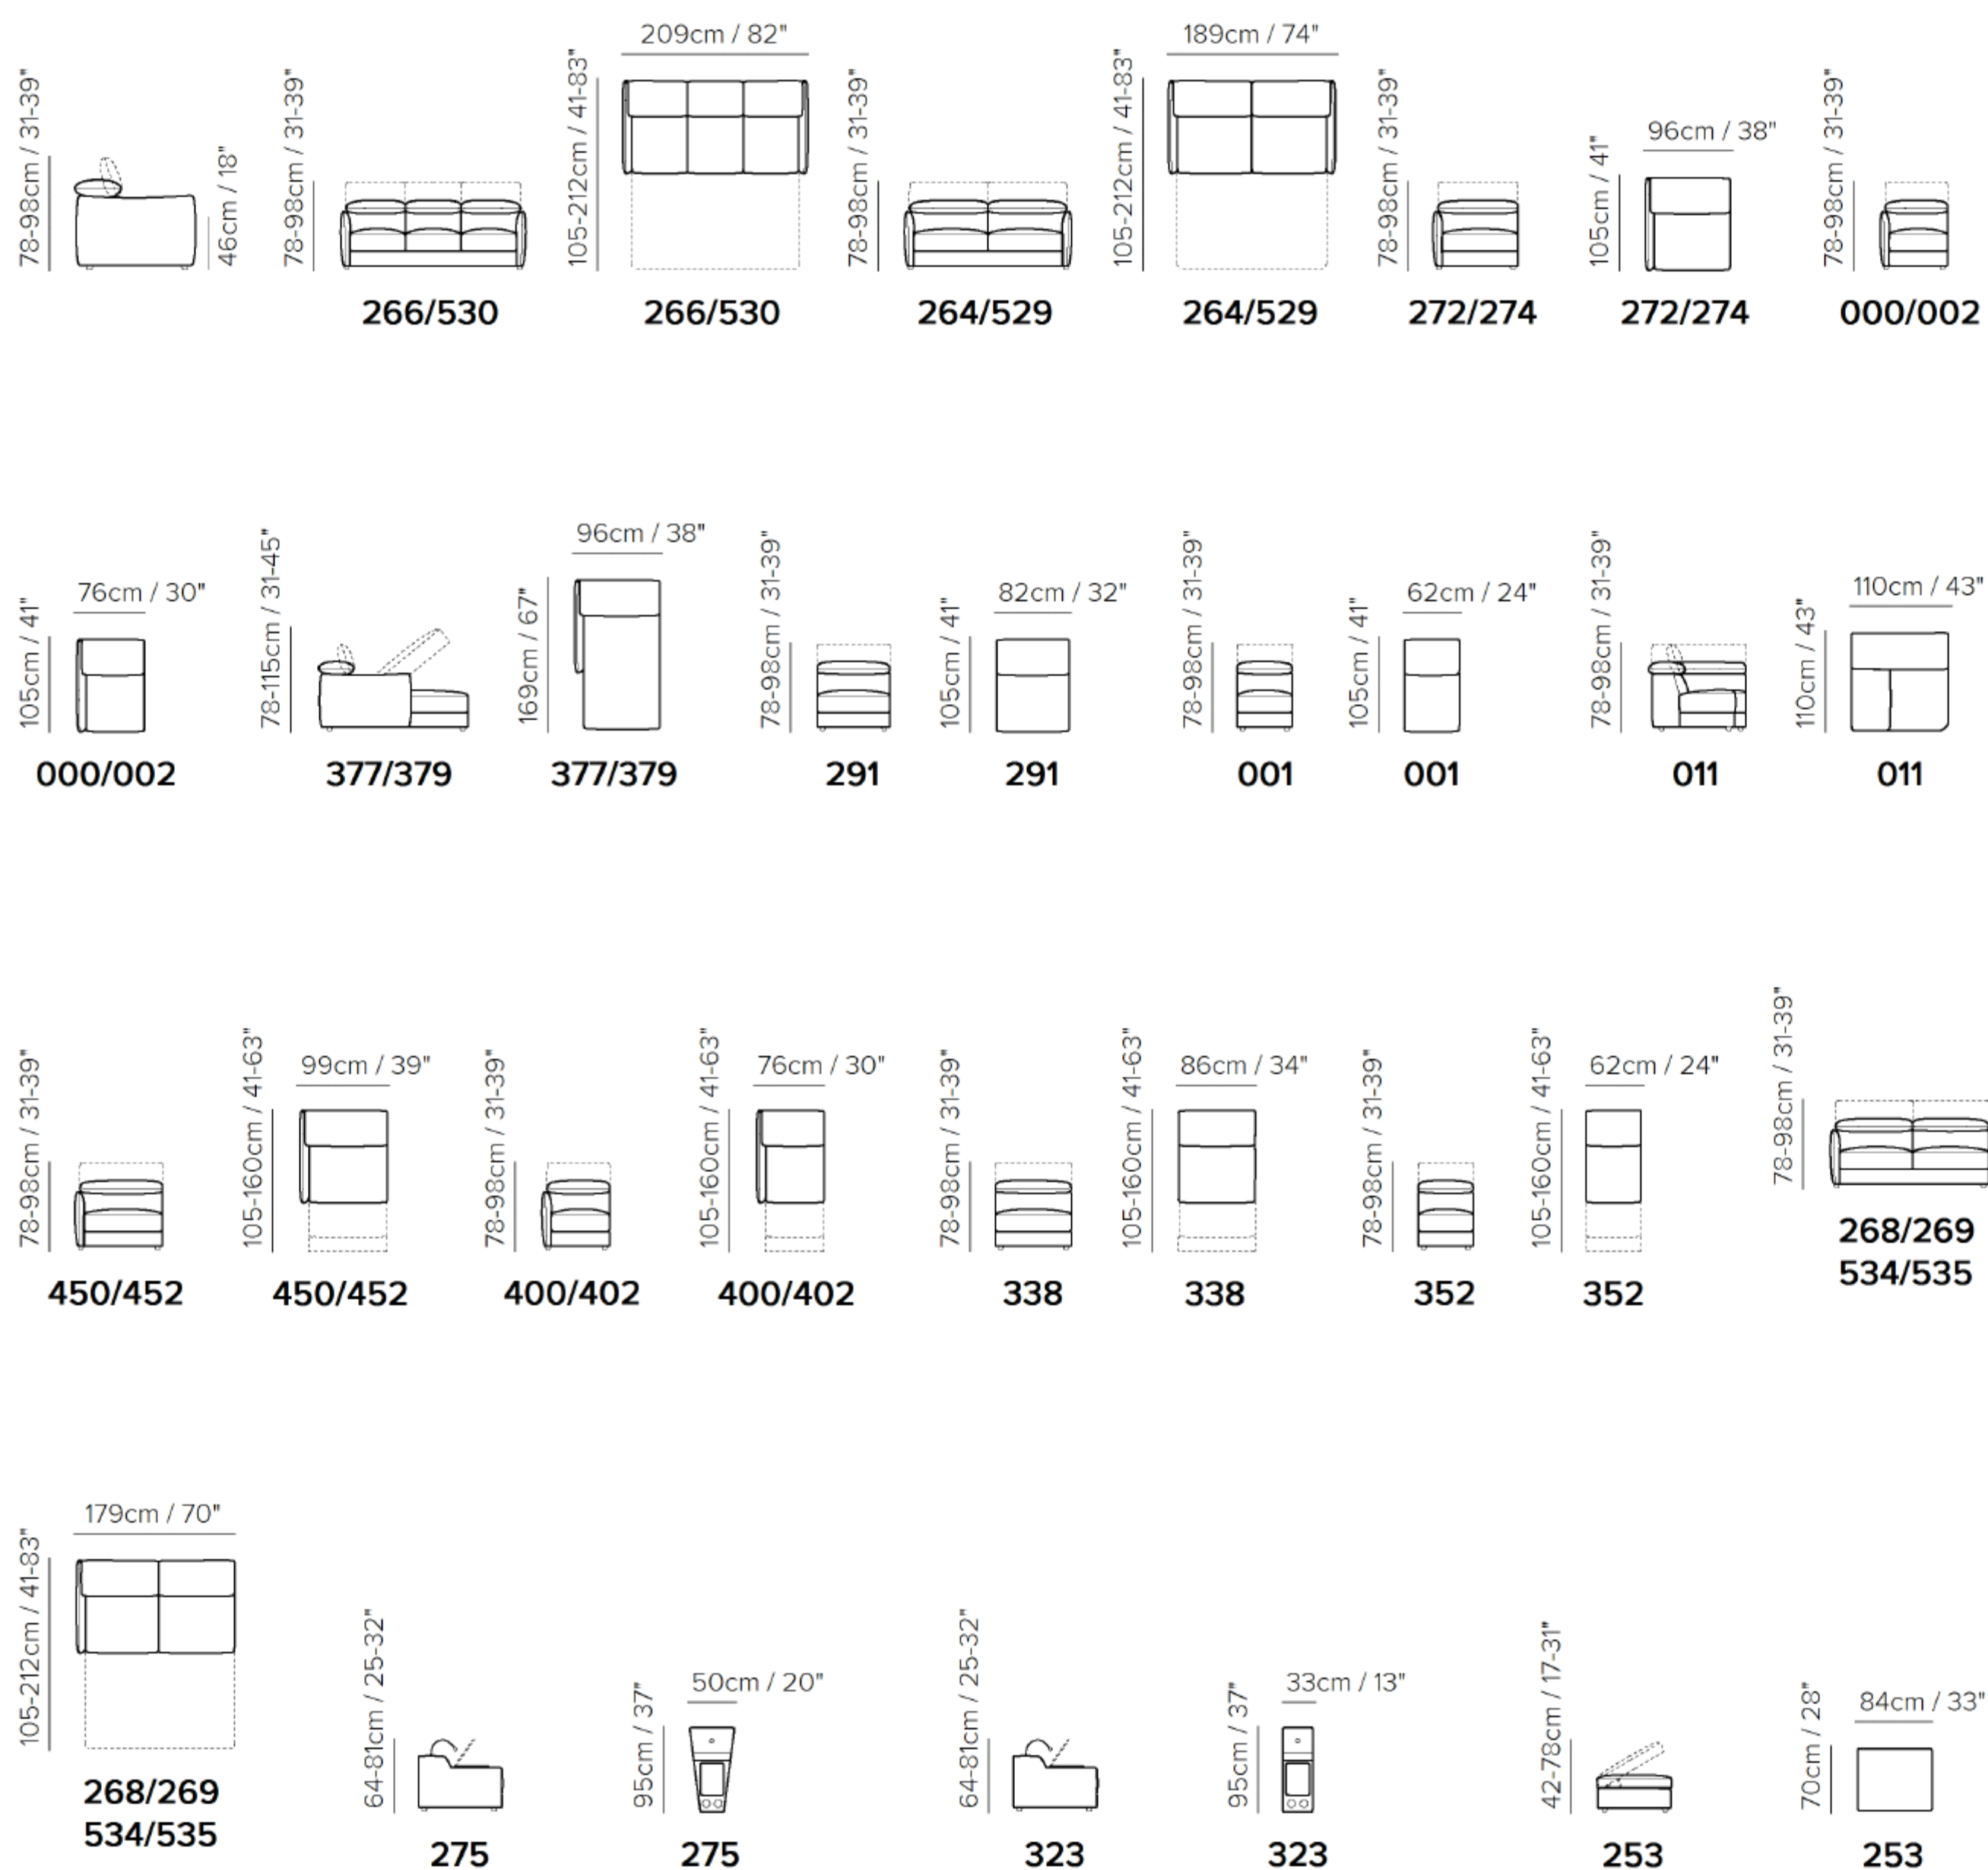 209cm / 82"
189cm / 74"
96cm / 38"
78-98cm / 31-39"
46cm / 18"
78-98cm / 31-39"
105-212cm / 41-83"
78-98cm / 31-39"
105-212cm / 41-83"
78-98cm / 31-39"
105cm / 41"
78-98cm / 31-39"
266/530
266/530
264/529
264/529
272/274
272/274
000/002
76cm / 30"
96cm / 38"
82cm / 32"
62cm / 24"
110cm / 43"
105cm / 41"
78-115cm / 31-45"
169cm / 67"
78-98cm / 31-39"
105cm / 41"
78-98cm / 31-39"
105cm / 41"
78-98cm / 31-39"
110cm / 43"
000/002
377/379
377/379
291
291
001
001
011
011
99cm / 39"
76cm / 30"
86cm / 34"
62cm / 24"
78-98cm / 31-39"
105-160cm / 41-63"
78-98cm / 31-39"
105-160cm / 41-63"
78-98cm / 31-39"
105-160cm / 41-63"
78-98cm / 31-39"
105-160cm / 41-63"
78-98cm / 31-39"
450/452
450/452
400/402
400/402
338
338
352
352
268/269
534/535
179cm / 70"
50cm / 20"
33cm / 13"
84cm / 33"
105-212cm / 41-83"
64-81cm / 25-32"
95cm / 37"
64-81cm / 25-32"
95cm / 37"
42-78cm / 17-31"
70cm / 28"
268/269
534/535
275
275
323
323
253
253